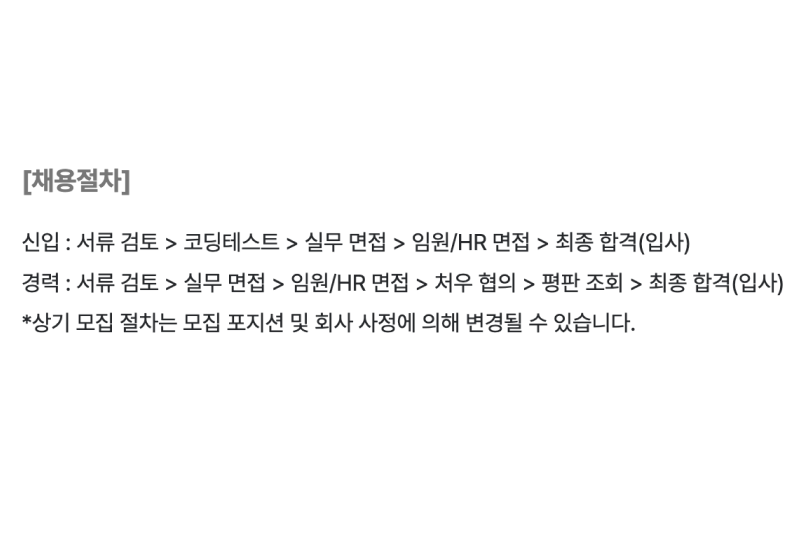 [채용절차]
신입 : 서류 검토 > 코딩테스트 > 실무 면접 > 임원/HR 면접 > 최종 합격(입사)
경력 : 서류 검토 > 실무 면접 > 임원/HR 면접 > 처우 협의 > 평판 조회 > 최종 합격(입사)
*상기 모집 절차는 모집 포지션 및 회사 사정에 의해 변경될 수 있습니다.